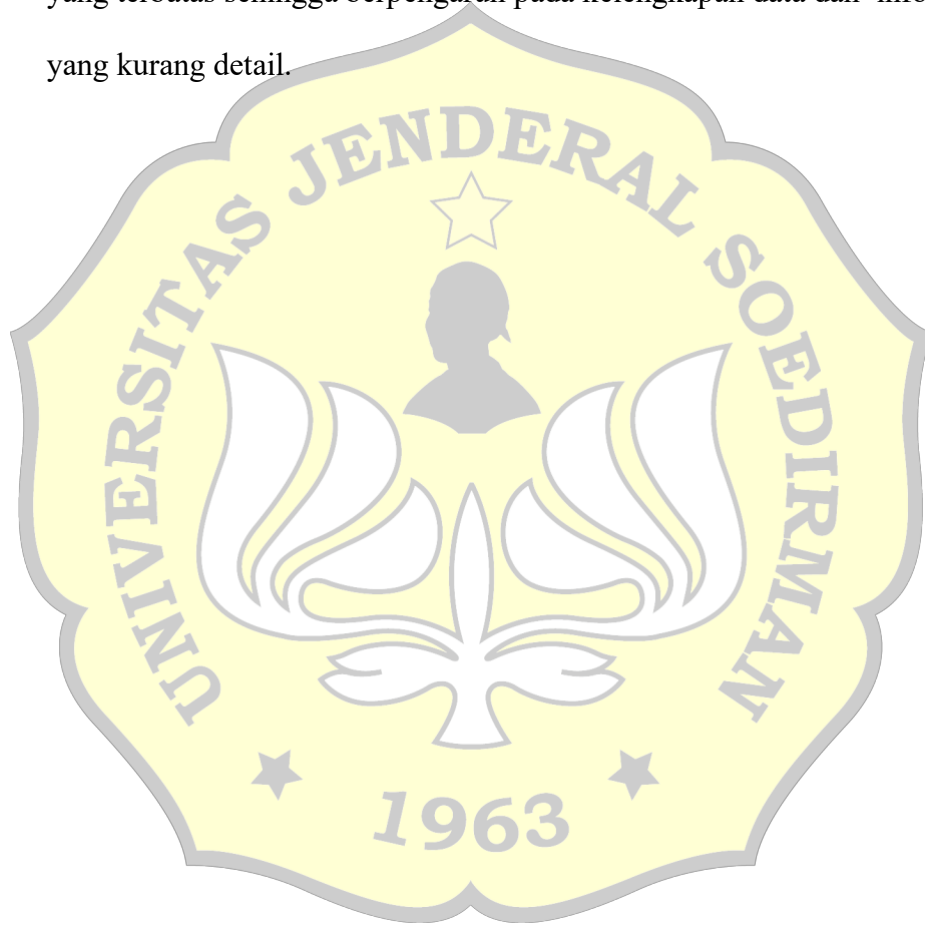 yang terbatas sehingga berpengaruh pada kelengkapan data dan
yang kurang detail.
UNIVERSITAS JENDERAL SOEDIRMAN
1963